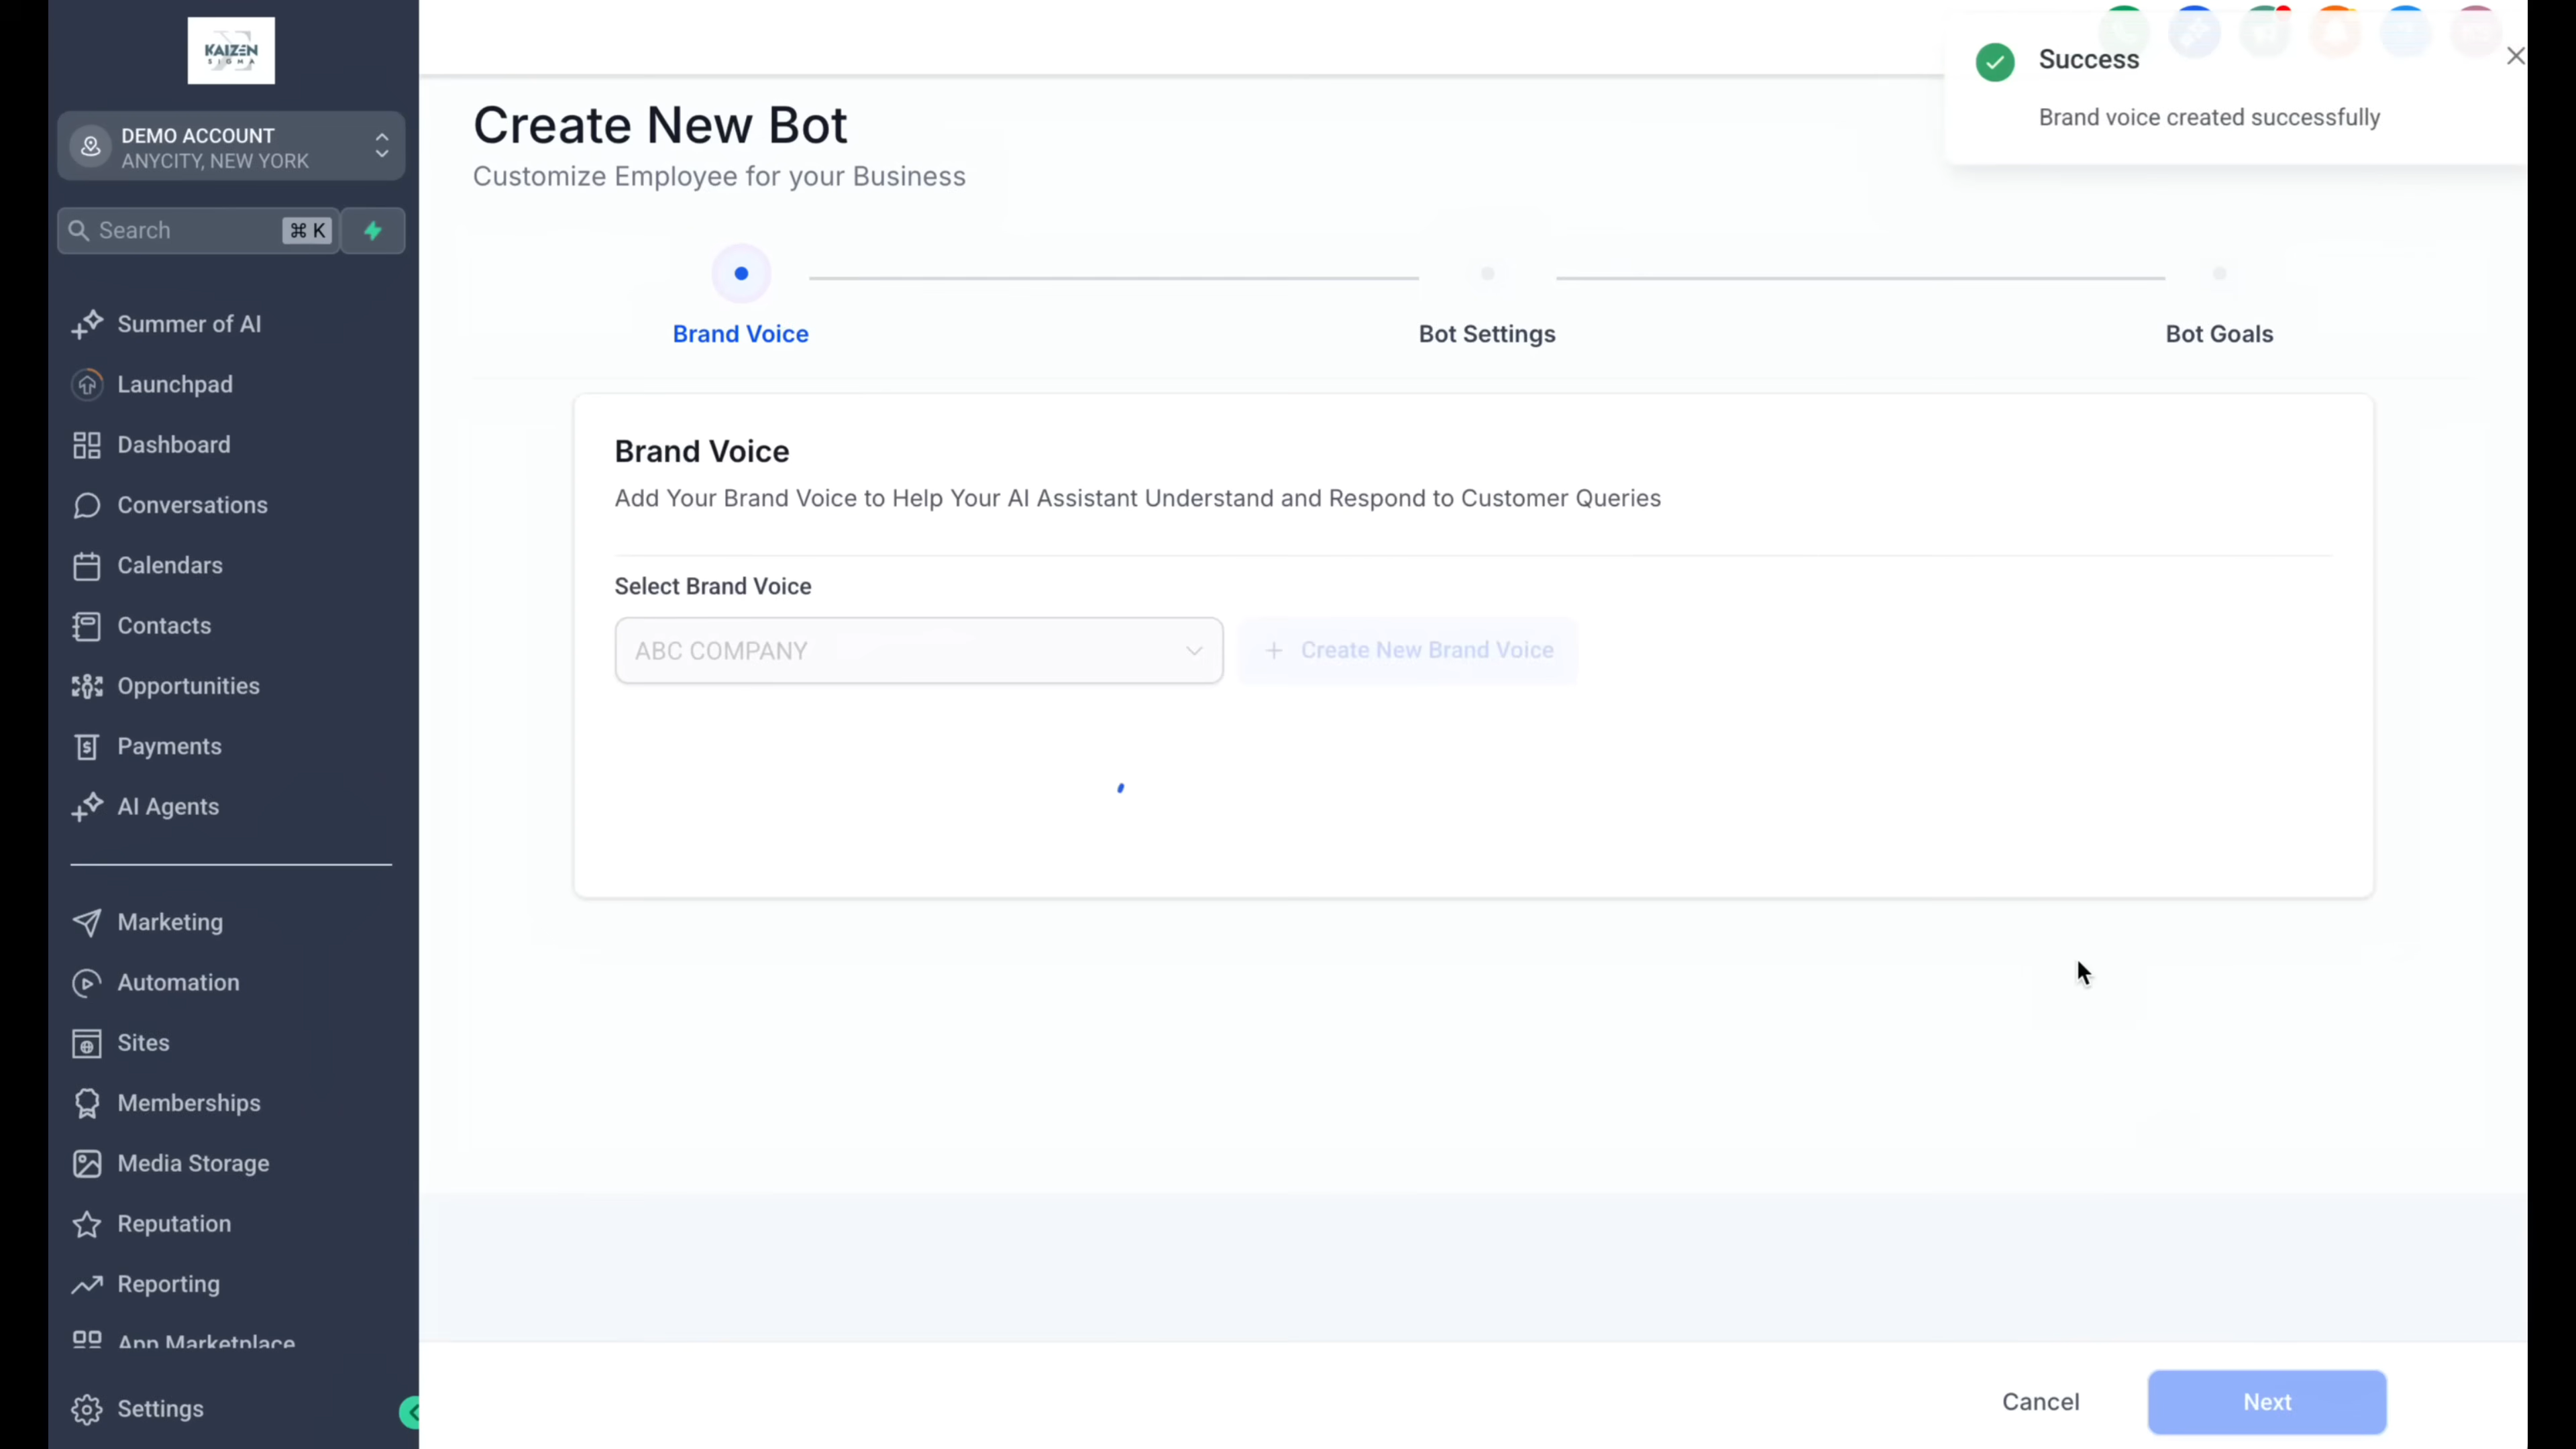 KAIZEN
SIGMA
DEMO ACCOUNT
ANYCITY, NEW YORK
Search
⌘ K
Summer of AI
Launchpad
Dashboard
Conversations
Calendars
Contacts
Opportunities
Payments
AI Agents
Marketing
Automation
Sites
Memberships
Media Storage
Reputation
Reporting
App Marketplace
Settings
Create New Bot
Customize Employee for your Business
Success
Brand voice created successfully
Brand Voice
Bot Settings
Bot Goals
Brand Voice
Add Your Brand Voice to Help Your AI Assistant Understand and Respond to Customer Queries
Select Brand Voice
ABC COMPANY
+ Create New Brand Voice
Cancel
Next